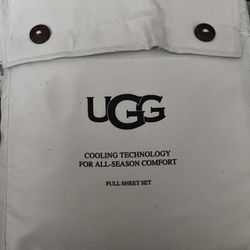 UGG
COOLING TECHNOLOGY
FOR ALL-SEASON COMFORT
FULL SHEET SET